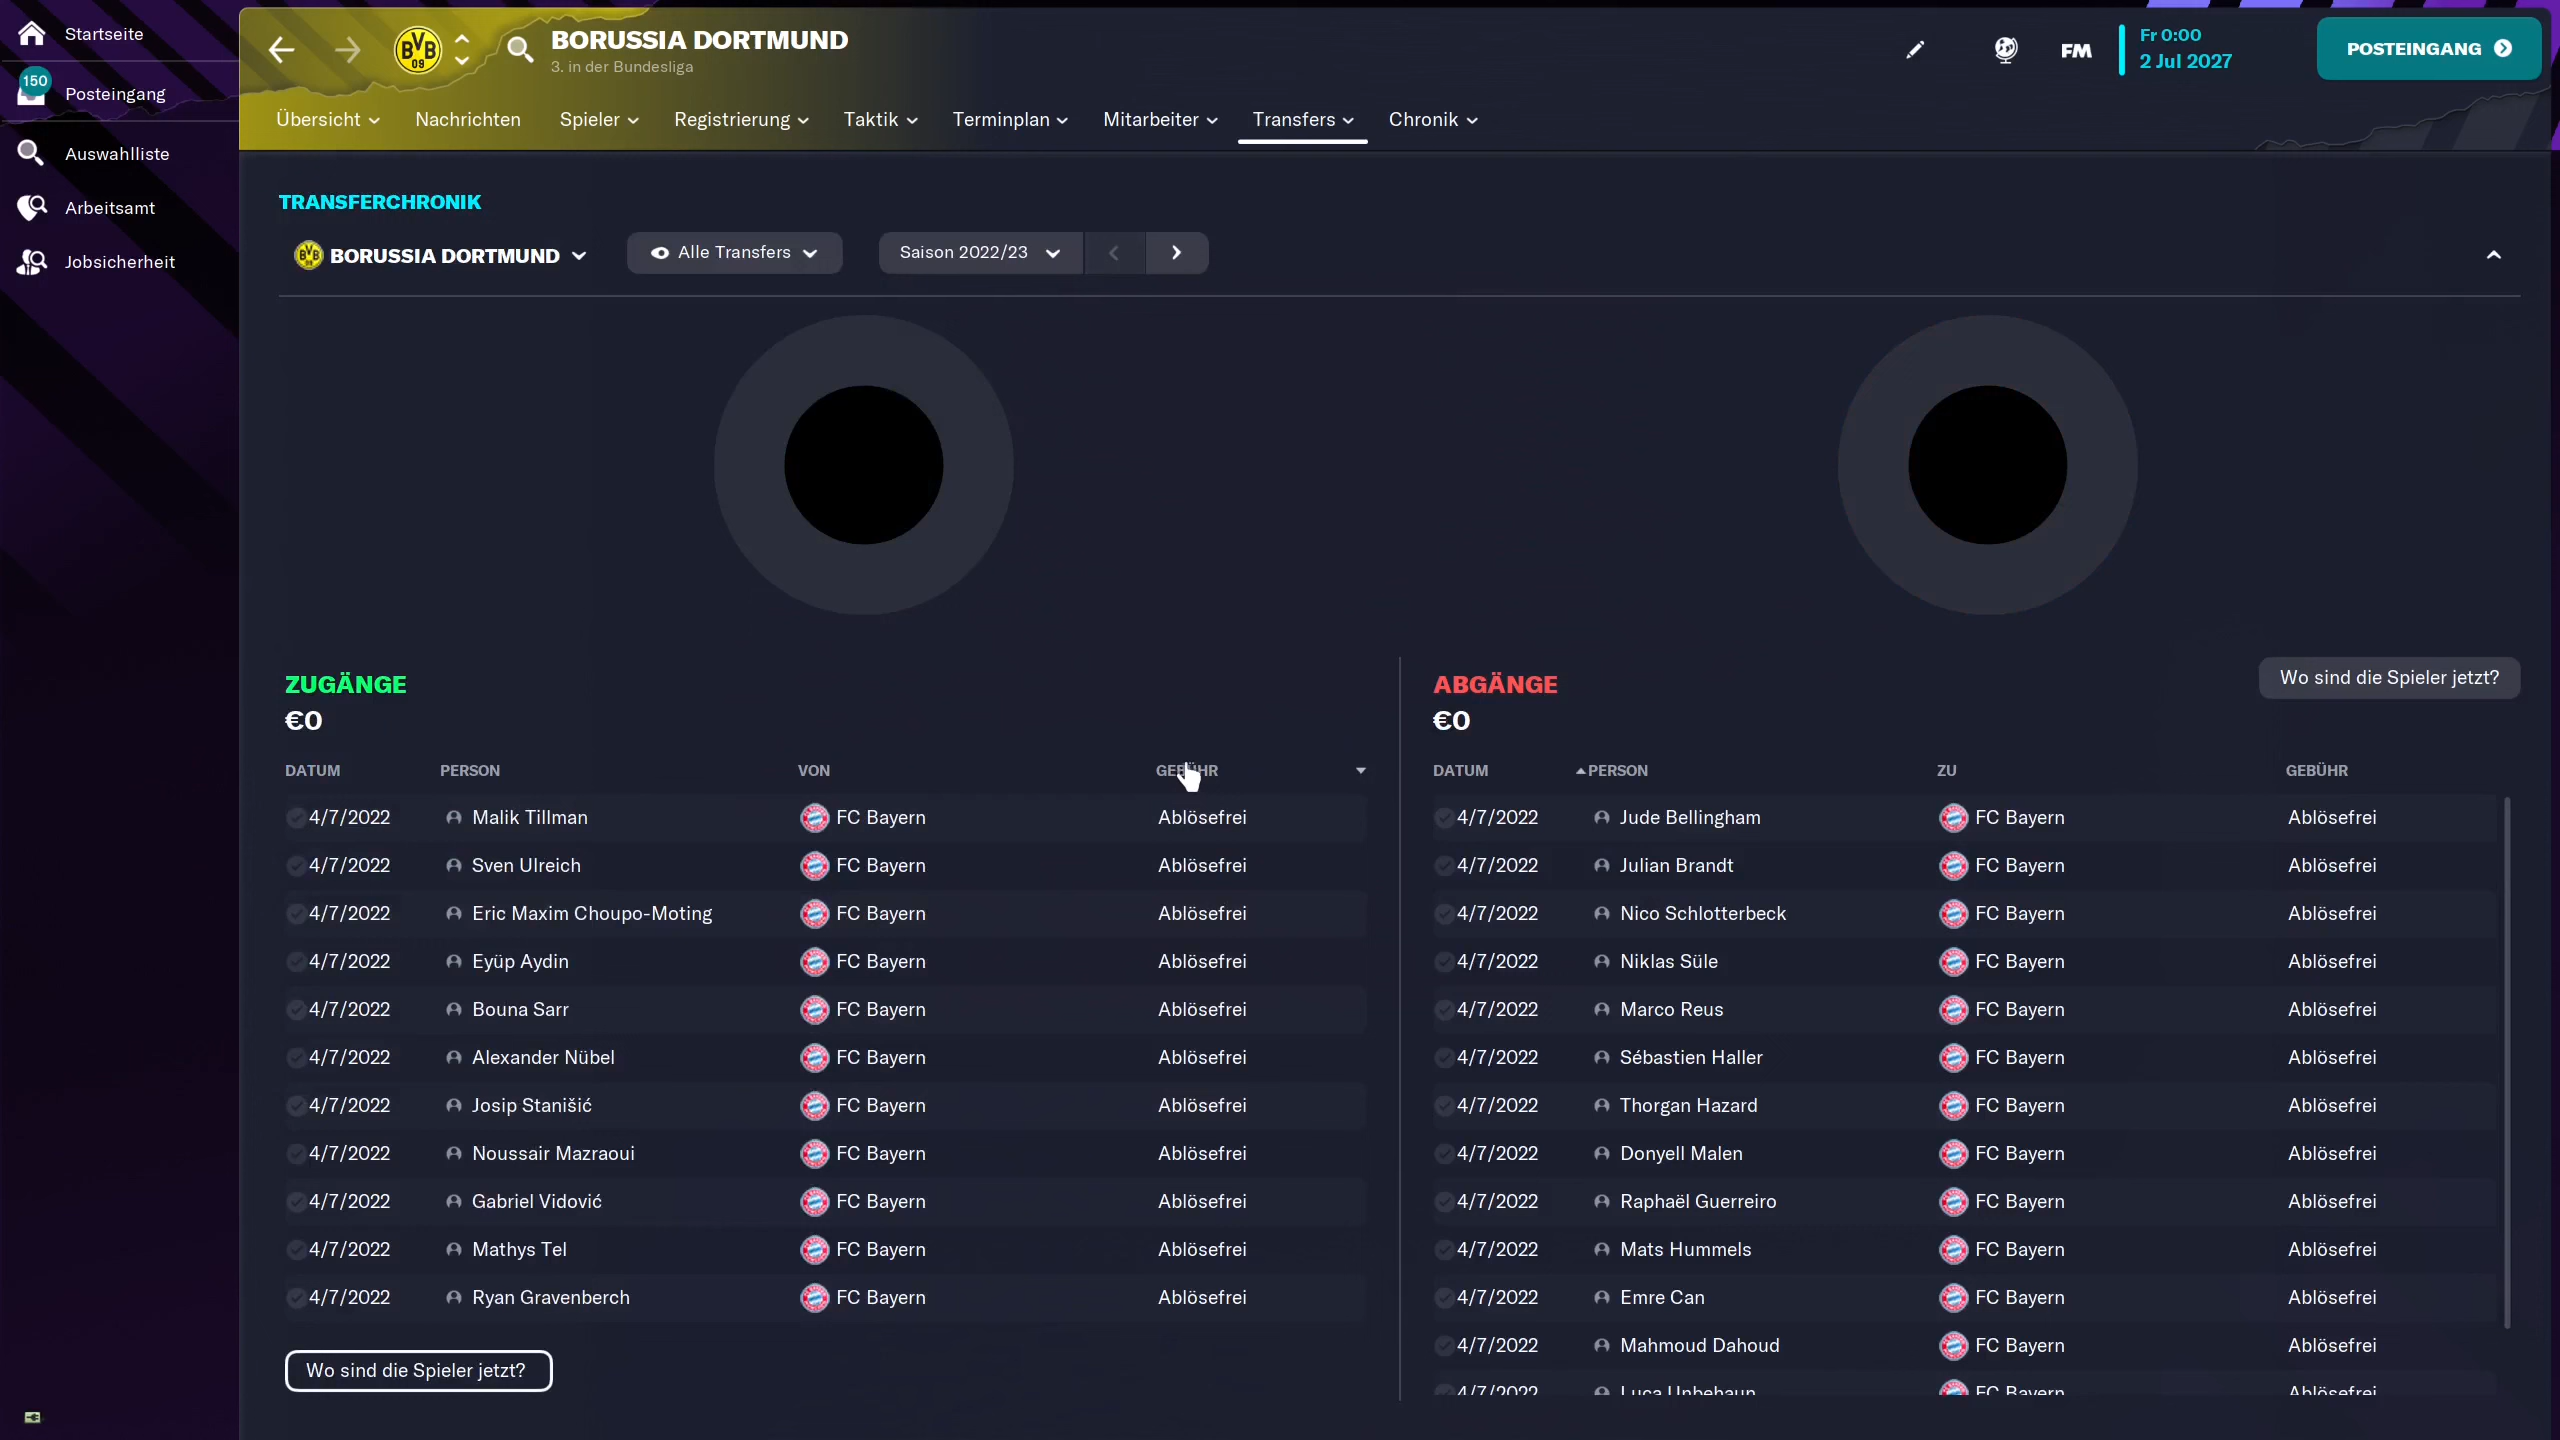 Startseite
150
Posteingang
Auswahlliste
Arbeitsamt
Jobsicherheit
BVB
09
BORUSSIA DORTMUND
3. in der Bundesliga
FM
Fr 0:00
2 Jul 2027
POSTEINGANG
Übersicht Nachrichten Spieler Registrierung Taktik Terminplan Mitarbeiter Transfers Chronik
TRANSFERCHRONIK
BORUSSIA DORTMUND Alle Transfers Saison 2022/23
ZUGÄNGE
€0
DATUM PERSON VON GEBÜHR
4/7/2022 Malik Tillman FC Bayern Ablösefrei
4/7/2022 Sven Ulreich FC Bayern Ablösefrei
4/7/2022 Eric Maxim Choupo-Moting FC Bayern Ablösefrei
4/7/2022 Eyüp Aydin FC Bayern Ablösefrei
4/7/2022 Bouna Sarr FC Bayern Ablösefrei
4/7/2022 Alexander Nübel FC Bayern Ablösefrei
4/7/2022 Josip Stanišić FC Bayern Ablösefrei
4/7/2022 Noussair Mazraoui FC Bayern Ablösefrei
4/7/2022 Gabriel Vidović FC Bayern Ablösefrei
4/7/2022 Mathys Tel FC Bayern Ablösefrei
4/7/2022 Ryan Gravenberch FC Bayern Ablösefrei
Wo sind die Spieler jetzt?
ABGÄNGE
€0
Wo sind die Spieler jetzt?
DATUM PERSON ZU GEBÜHR
4/7/2022 Jude Bellingham FC Bayern Ablösefrei
4/7/2022 Julian Brandt FC Bayern Ablösefrei
4/7/2022 Nico Schlotterbeck FC Bayern Ablösefrei
4/7/2022 Niklas Süle FC Bayern Ablösefrei
4/7/2022 Marco Reus FC Bayern Ablösefrei
4/7/2022 Sébastien Haller FC Bayern Ablösefrei
4/7/2022 Thorgan Hazard FC Bayern Ablösefrei
4/7/2022 Donyell Malen FC Bayern Ablösefrei
4/7/2022 Raphaël Guerreiro FC Bayern Ablösefrei
4/7/2022 Mats Hummels FC Bayern Ablösefrei
4/7/2022 Emre Can FC Bayern Ablösefrei
4/7/2022 Mahmoud Dahoud FC Bayern Ablösefrei
4/7/2022 Luca Unbehaun FC Bayern Ablösefrei